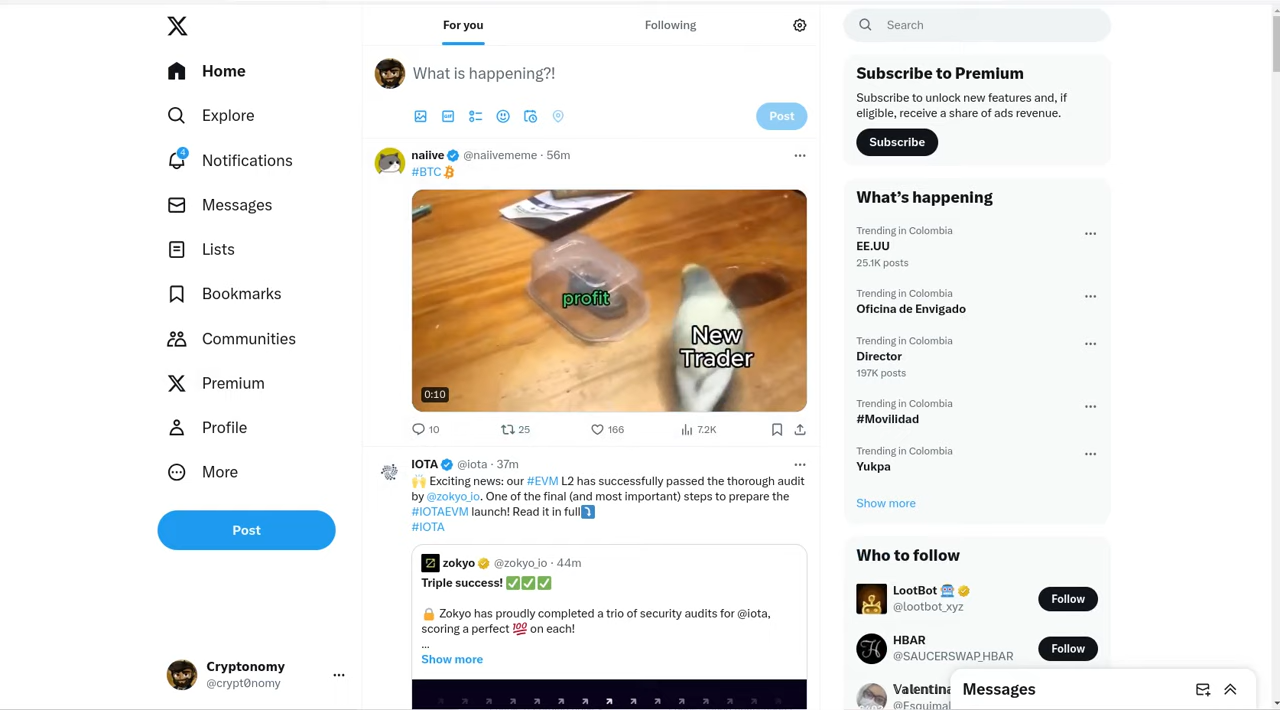 For you
Following
Search
Home
Explore
4
Notifications
Messages
Lists
Bookmarks
Communities
Premium
Profile
More
Post
Cryptonomy
@crypt0nomy
What is happening?!
GIF
Post
naiive @naiivememe · 56m
#BTC
profit
New
Trader
0:10
10
25
166
7.2K
IOTA @iota · 37m
🙌 Exciting news: our #EVM L2 has successfully passed the thorough audit
by @zokyo_io. One of the final (and most important) steps to prepare the
#IOTAEVM launch! Read it in full⤵️
#IOTA
zokyo @zokyo_io · 44m
Triple success! ✅✅✅
🔒 Zokyo has proudly completed a trio of security audits for @iota,
scoring a perfect 💯 on each!
...
Show more
Subscribe to Premium
Subscribe to unlock new features and, if
eligible, receive a share of ads revenue.
Subscribe
What's happening
Trending in Colombia
EE.UU
25.1K posts
Trending in Colombia
Oficina de Envigado
Trending in Colombia
Director
197K posts
Trending in Colombia
#Movilidad
Trending in Colombia
Yukpa
Show more
Who to follow
LootBot
@lootbot_xyz
Follow
HBAR
@SAUCERSWAP_HBAR
Follow
Valentina
@Esquimal
Messages